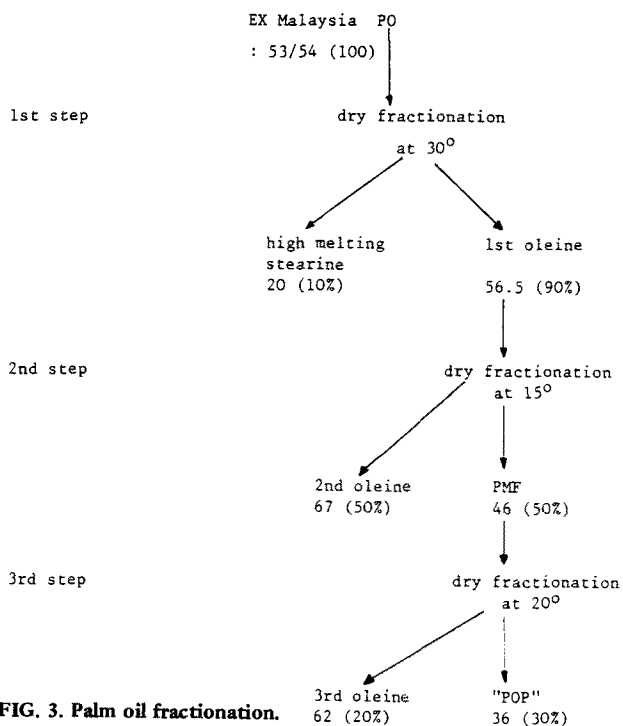 EX Malaysia PO
: 53/54 (100)
1st step
dry fractionation
at 30°
high melting
stearine
20 (10%)
1st oleine
56.5 (90%)
2nd step
dry fractionation
at 15°
2nd oleine
67 (50%)
PMF
46 (50%)
3rd step
dry fractionation
at 20°
3rd oleine
62 (20%)
"POP"
36 (30%)
FIG. 3. Palm oil fractionation.